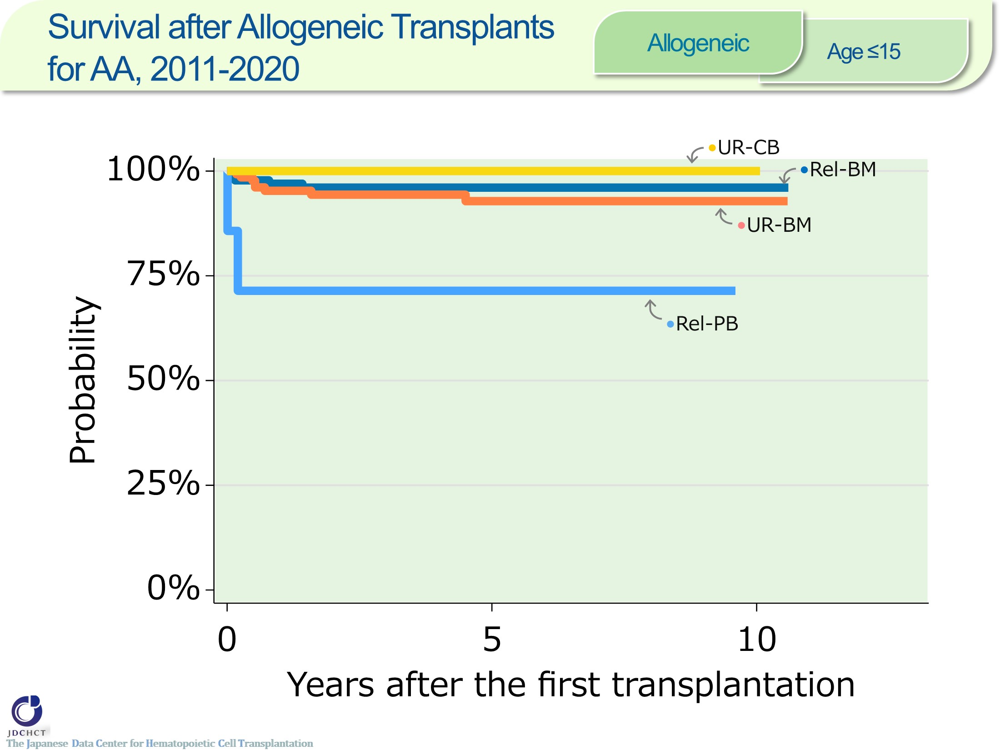 Survival after Allogeneic Transplants
for AA, 2011-2020
Allogeneic
Age ≤15
UR-CB
Rel-BM
UR-BM
Rel-PB
100%
75%
50%
25%
0%
Probability
0 5 10
Years after the first transplantation
JDCHCT
The Japanese Data Center for Hematopoietic Cell Transplantation